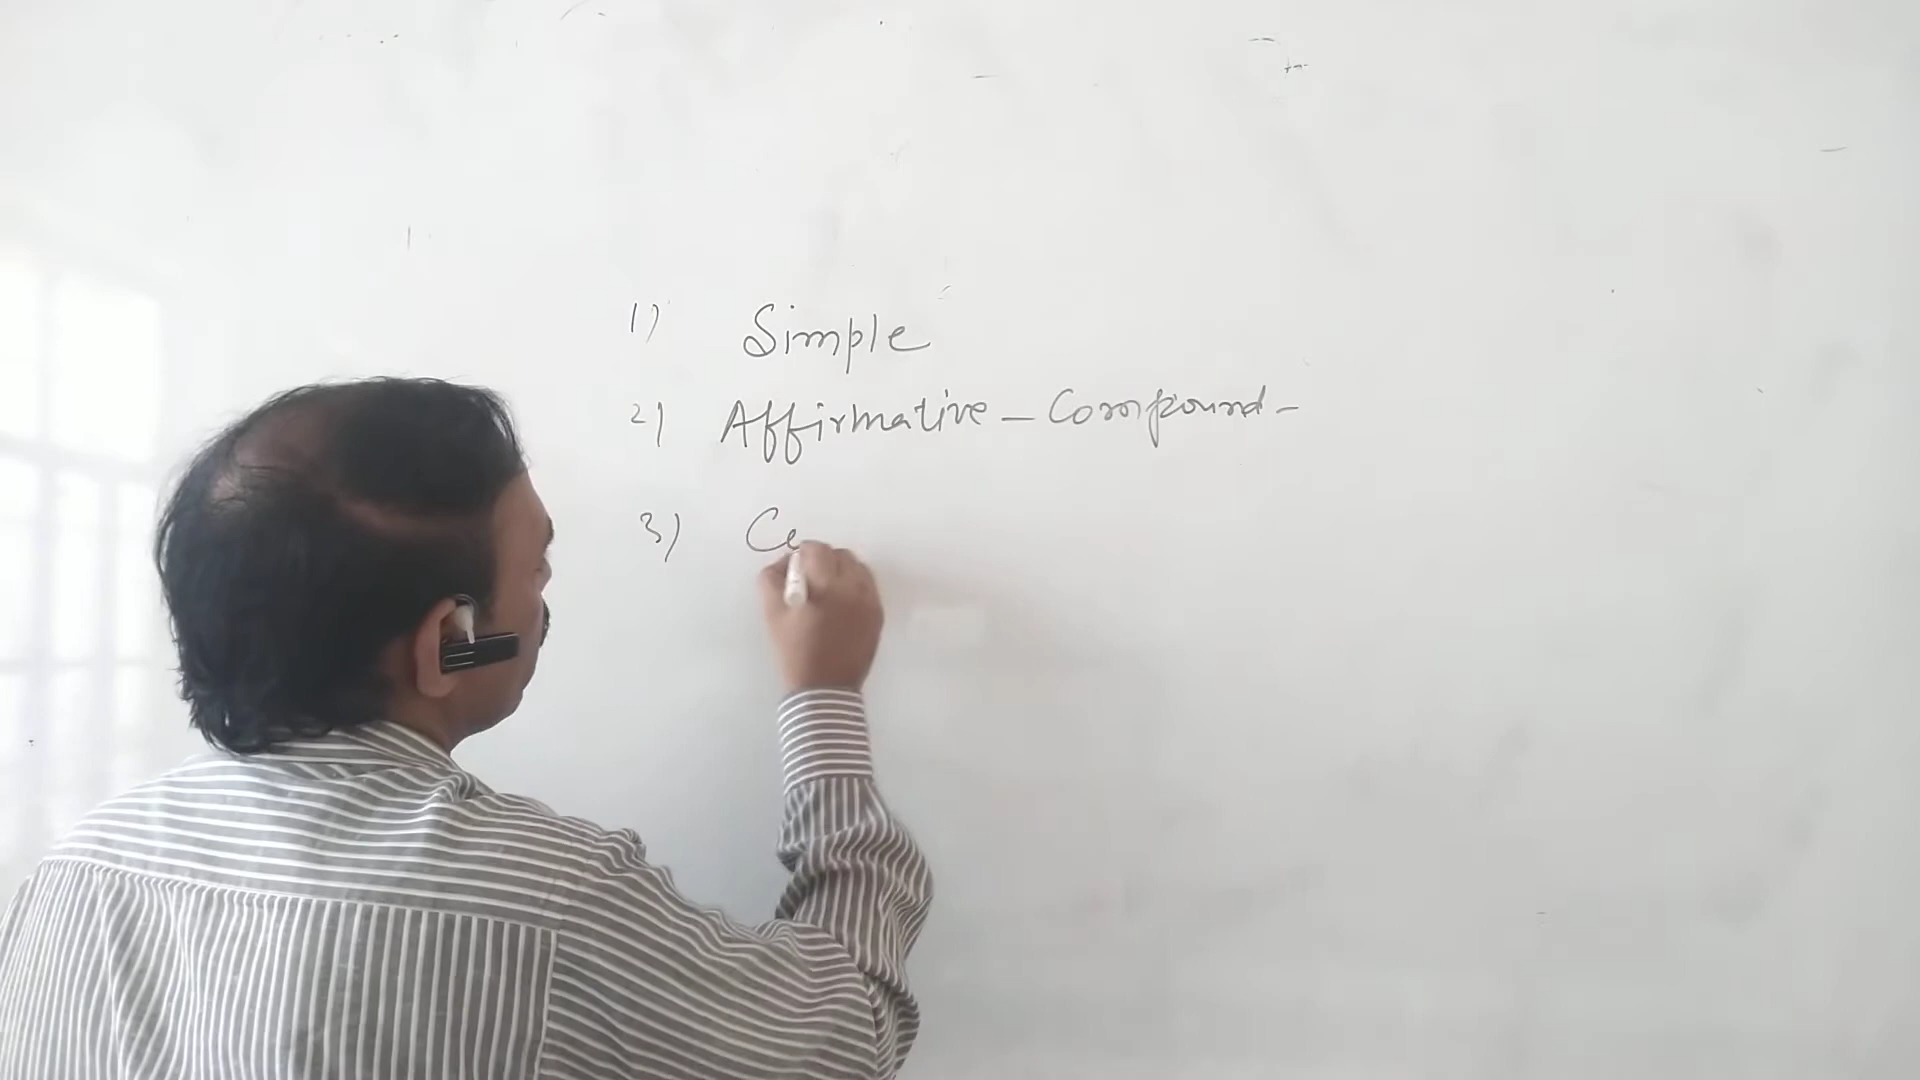 1) Simple
2) Affirmative - Compound -
3) Ce